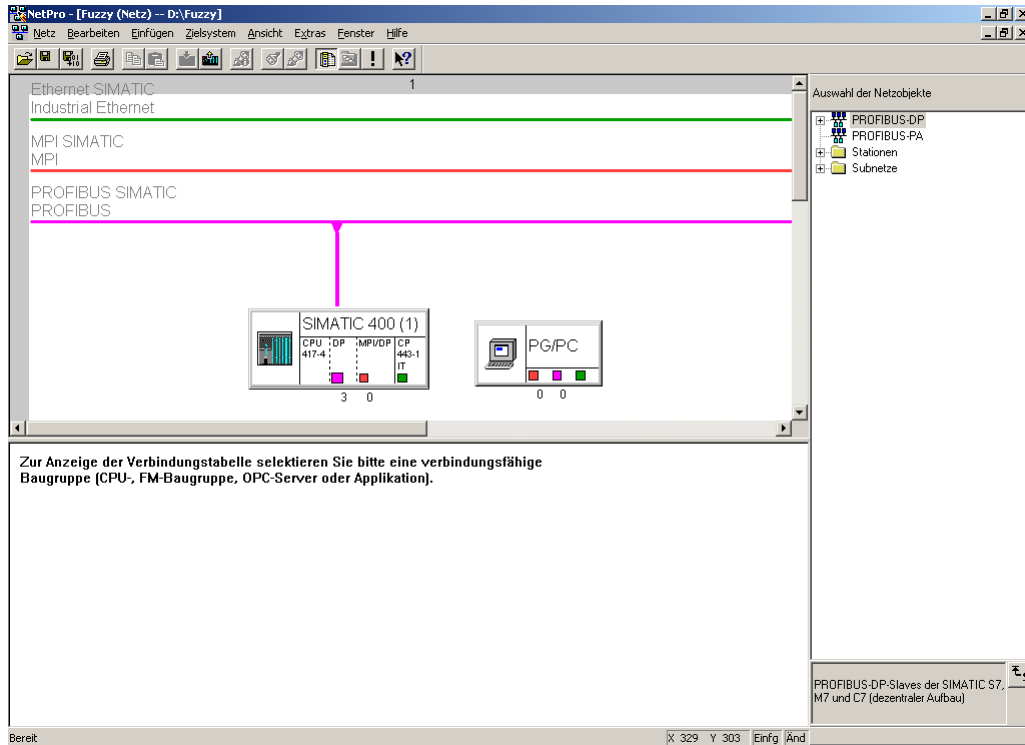 NetPro - [Fuzzy (Netz) -- D:\Fuzzy]
Netz Bearbeiten Einfügen Zielsystem Ansicht Extras Fenster Hilfe
1
Ethernet SIMATIC
Industrial Ethernet
MPI SIMATIC
MPI
PROFIBUS SIMATIC
PROFIBUS
SIMATIC 400 (1)
CPU 417-4
DP
MPI/DP
CP 443-1 IT
3 0
PG/PC
0 0
Auswahl der Netzobjekte
PROFIBUS-DP
PROFIBUS-PA
Stationen
Subnetze
Zur Anzeige der Verbindungstabelle selektieren Sie bitte eine verbindungsfähige
Baugruppe (CPU-, FM-Baugruppe, OPC-Server oder Applikation).
PROFIBUS-DP-Slaves der SIMATIC S7,
M7 und C7 (dezentraler Aufbau)
Bereit
X 329 Y 303 Einfg Änd